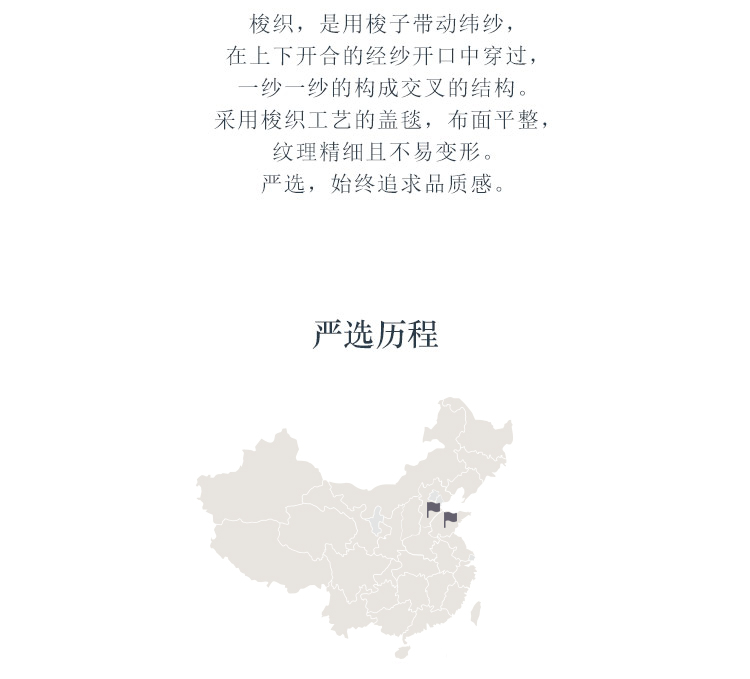 梭织，是用梭子带动纬纱，
在上下开合的经纱开口中穿过，
一纱一纱的构成交叉的结构。
采用梭织工艺的盖毯，布面平整，
纹理精细且不易变形。
严选，始终追求品质感。
严选历程